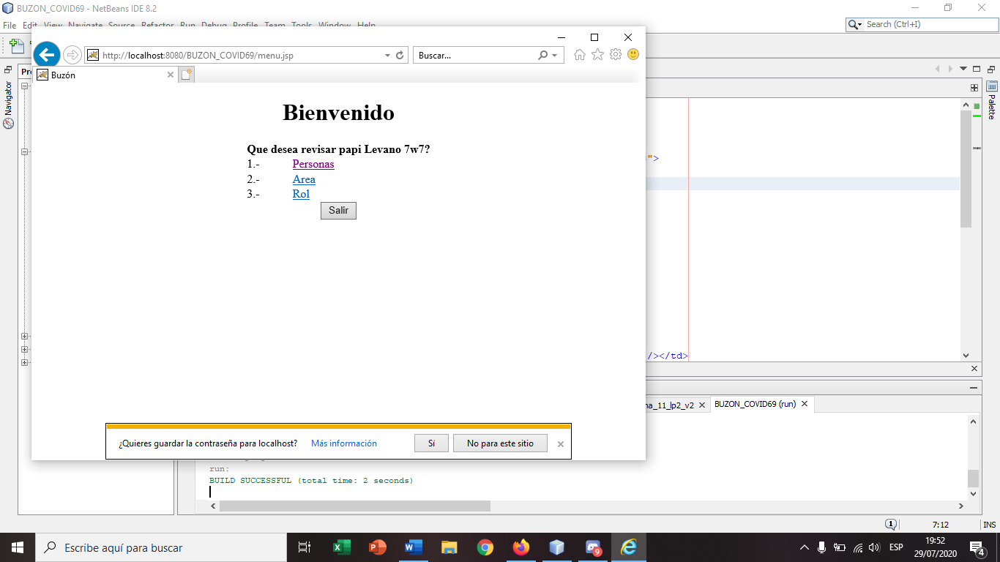 BUZON_COVID69 - NetBeans IDE 8.2
File Edit View Navigate Source Refactor Run Debug Profile Team Tools Window Help
Search (Ctrl+I)
http://localhost:8080/BUZON_COVID69/menu.jsp
Buscar...
Buzón
Navigator
Palette
Bienvenido
Que desea revisar papi Levano 7w7?
1.- Personas
2.- Area
3.- Rol
Salir
">
/></td>
na_11_lp2_v2
BUZON_COVID69 (run)
¿Quieres guardar la contraseña para localhost? Más información Sí No para este sitio
run:
BUILD SUCCESSFUL (total time: 2 seconds)
1
7:12
INS
Escribe aquí para buscar
9
ESP
19:52
29/07/2020
4